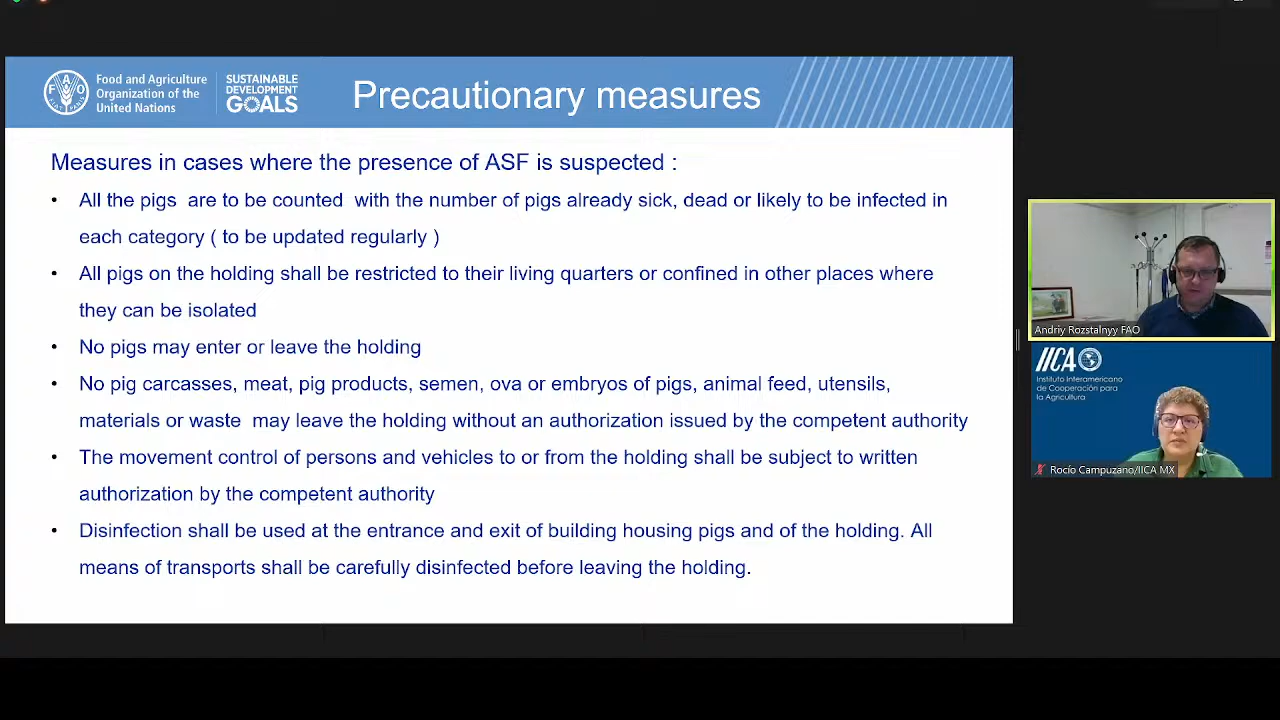 Food and Agriculture
Organization of the
United Nations
F A O
FIAT PANIS
SUSTAINABLE
DEVELOPMENT
GOALS
Precautionary measures
Measures in cases where the presence of ASF is suspected :
• All the pigs are to be counted with the number of pigs already sick, dead or likely to be infected in
each category ( to be updated regularly )
• All pigs on the holding shall be restricted to their living quarters or confined in other places where
they can be isolated
• No pigs may enter or leave the holding
• No pig carcasses, meat, pig products, semen, ova or embryos of pigs, animal feed, utensils,
materials or waste may leave the holding without an authorization issued by the competent authority
• The movement control of persons and vehicles to or from the holding shall be subject to written
authorization by the competent authority
• Disinfection shall be used at the entrance and exit of building housing pigs and of the holding. All
means of transports shall be carefully disinfected before leaving the holding.
Andriy Rozstalnyy FAO
IICA
Instituto Interamericano
de Cooperación para
la Agricultura
Rocío Campuzano/IICA MX